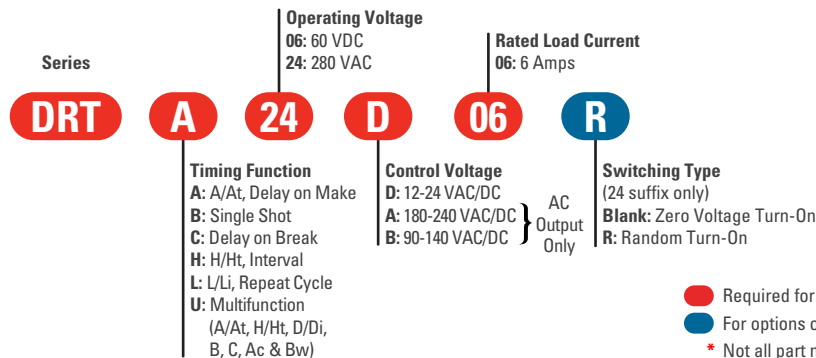 Operating Voltage
06: 60 VDC
24: 280 VAC
Rated Load Current
06: 6 Amps
Series
DRT A 24 D 06 R
Timing Function
A: A/At, Delay on Make
B: Single Shot
C: Delay on Break
H: H/Ht, Interval
L: L/Li, Repeat Cycle
U: Multifunction
(A/At, H/Ht, D/Di,
B, C, Ac & Bw)
Control Voltage
D: 12-24 VAC/DC
A: 180-240 VAC/DC
B: 90-140 VAC/DC
AC
Output
Only
Switching Type
(24 suffix only)
Blank: Zero Voltage Turn-On
R: Random Turn-On
Required for
For options o
* Not all part n